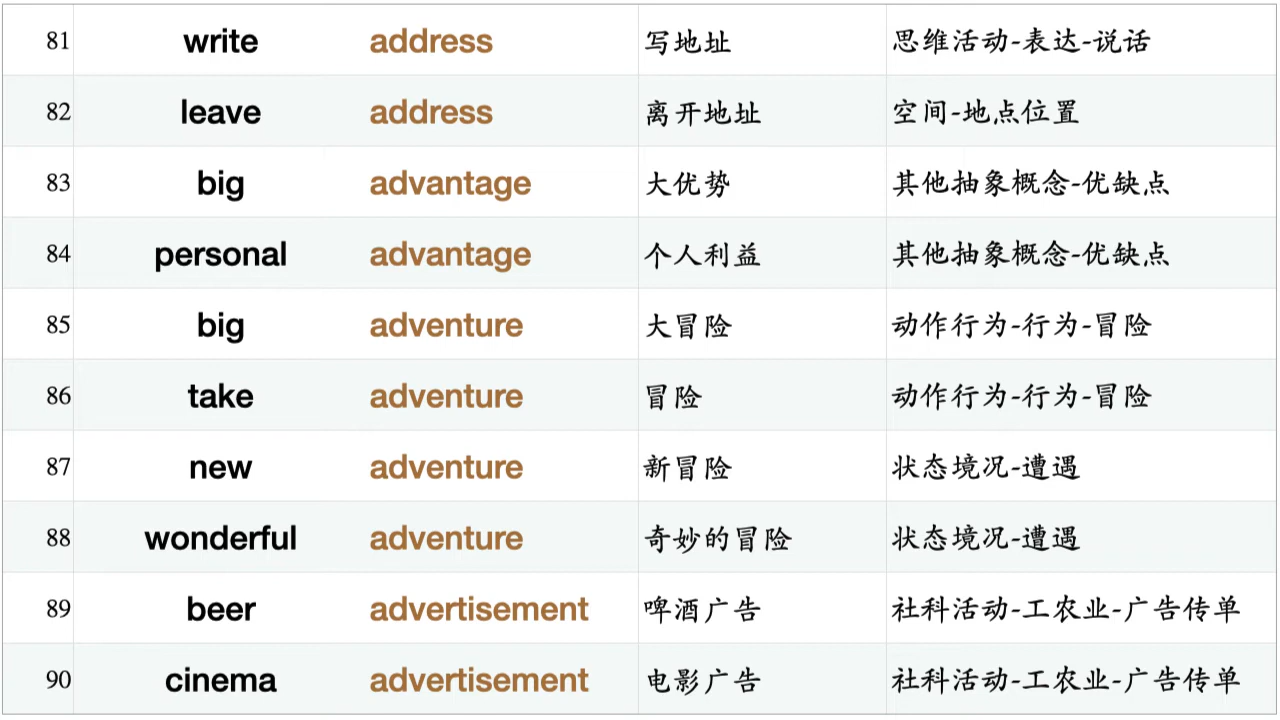 81 write address 写地址 思维活动-表达-说话
82 leave address 离开地址 空间-地点位置
83 big advantage 大优势 其他抽象概念-优缺点
84 personal advantage 个人利益 其他抽象概念-优缺点
85 big adventure 大冒险 动作行为-行为-冒险
86 take adventure 冒险 动作行为-行为-冒险
87 new adventure 新冒险 状态境况-遭遇
88 wonderful adventure 奇妙的冒险 状态境况-遭遇
89 beer advertisement 啤酒广告 社科活动-工农业-广告传单
90 cinema advertisement 电影广告 社科活动-工农业-广告传单